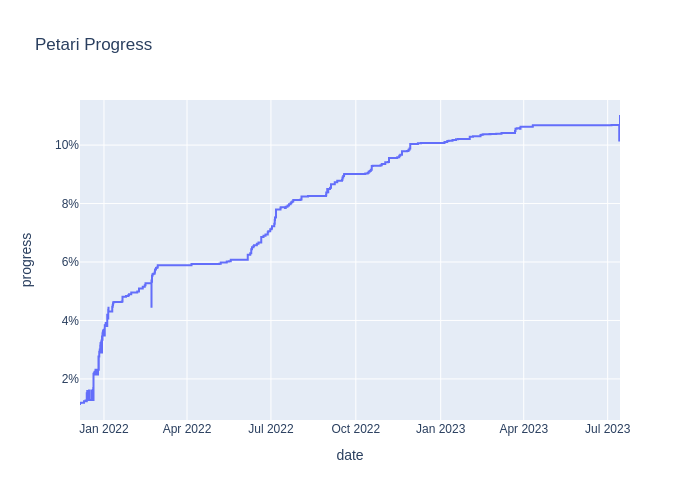 Petari Progress
progress
10%
8%
6%
4%
2%
Jan 2022 Apr 2022 Jul 2022 Oct 2022 Jan 2023 Apr 2023 Jul 2023
date